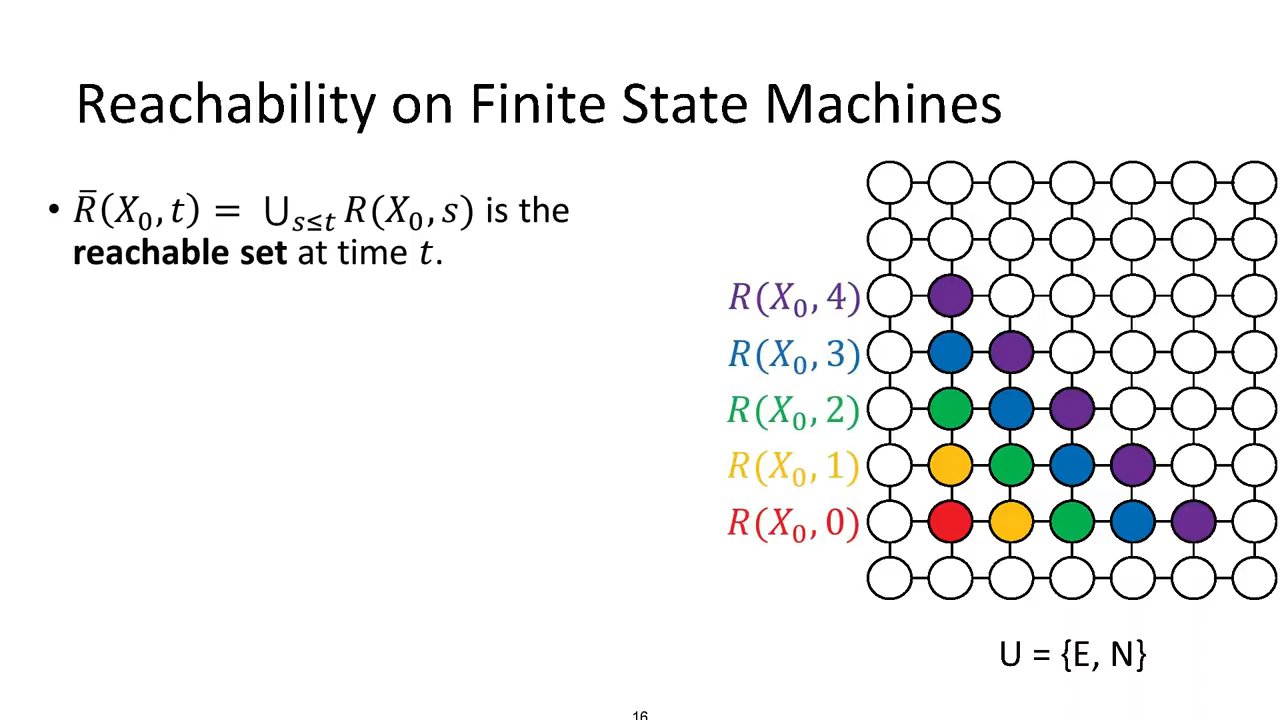 Reachability on Finite State Machines
• R̄(X₀, t) = ⋃ₛ≤ₜ R(X₀, s) is the
reachable set at time t.
R(X₀, 4)
R(X₀, 3)
R(X₀, 2)
R(X₀, 1)
R(X₀, 0)
U = {E, N}
16